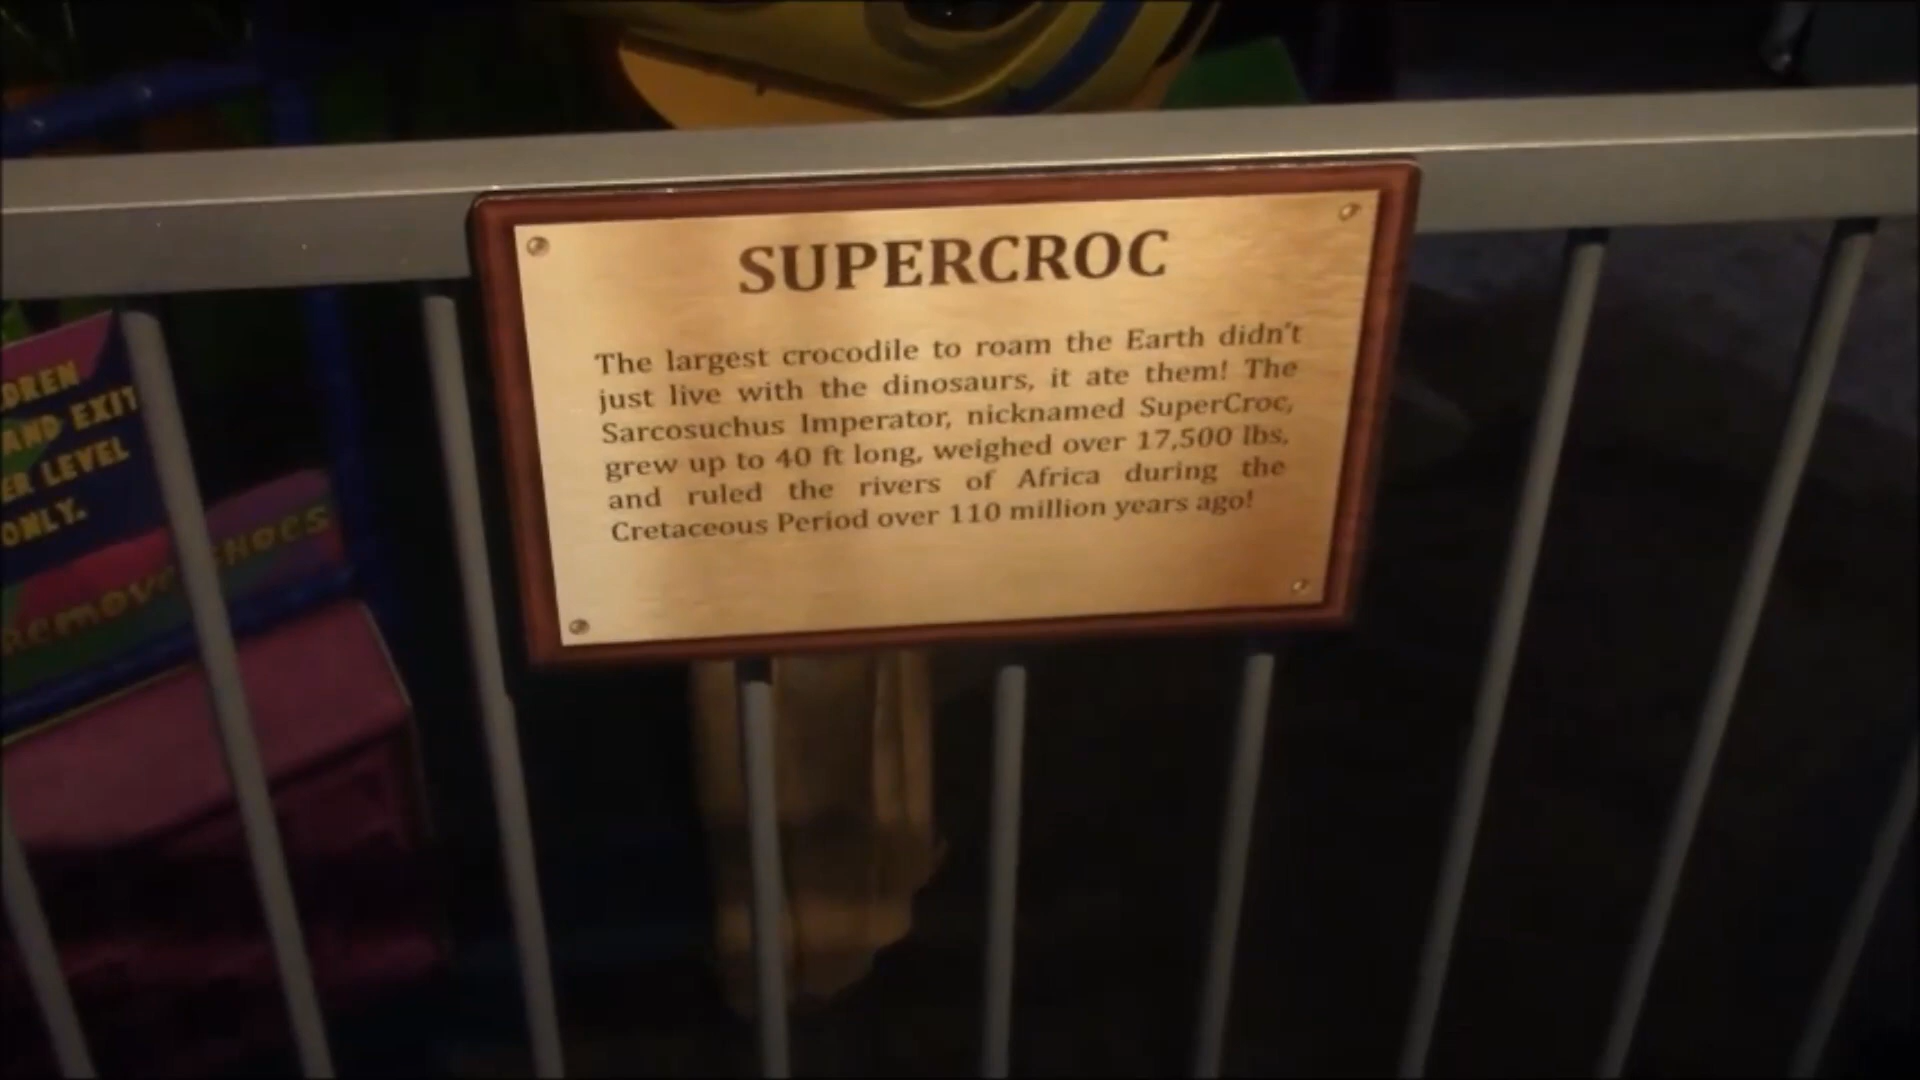 SUPERCROC
The largest crocodile to roam the Earth didn't
just live with the dinosaurs, it ate them! The
Sarcosuchus Imperator, nicknamed SuperCroc,
grew up to 40 ft long, weighed over 17,500 lbs,
and ruled the rivers of Africa during the
Cretaceous Period over 110 million years ago!
AND EXIT
LEVEL
ONLY.
Remove Shoes